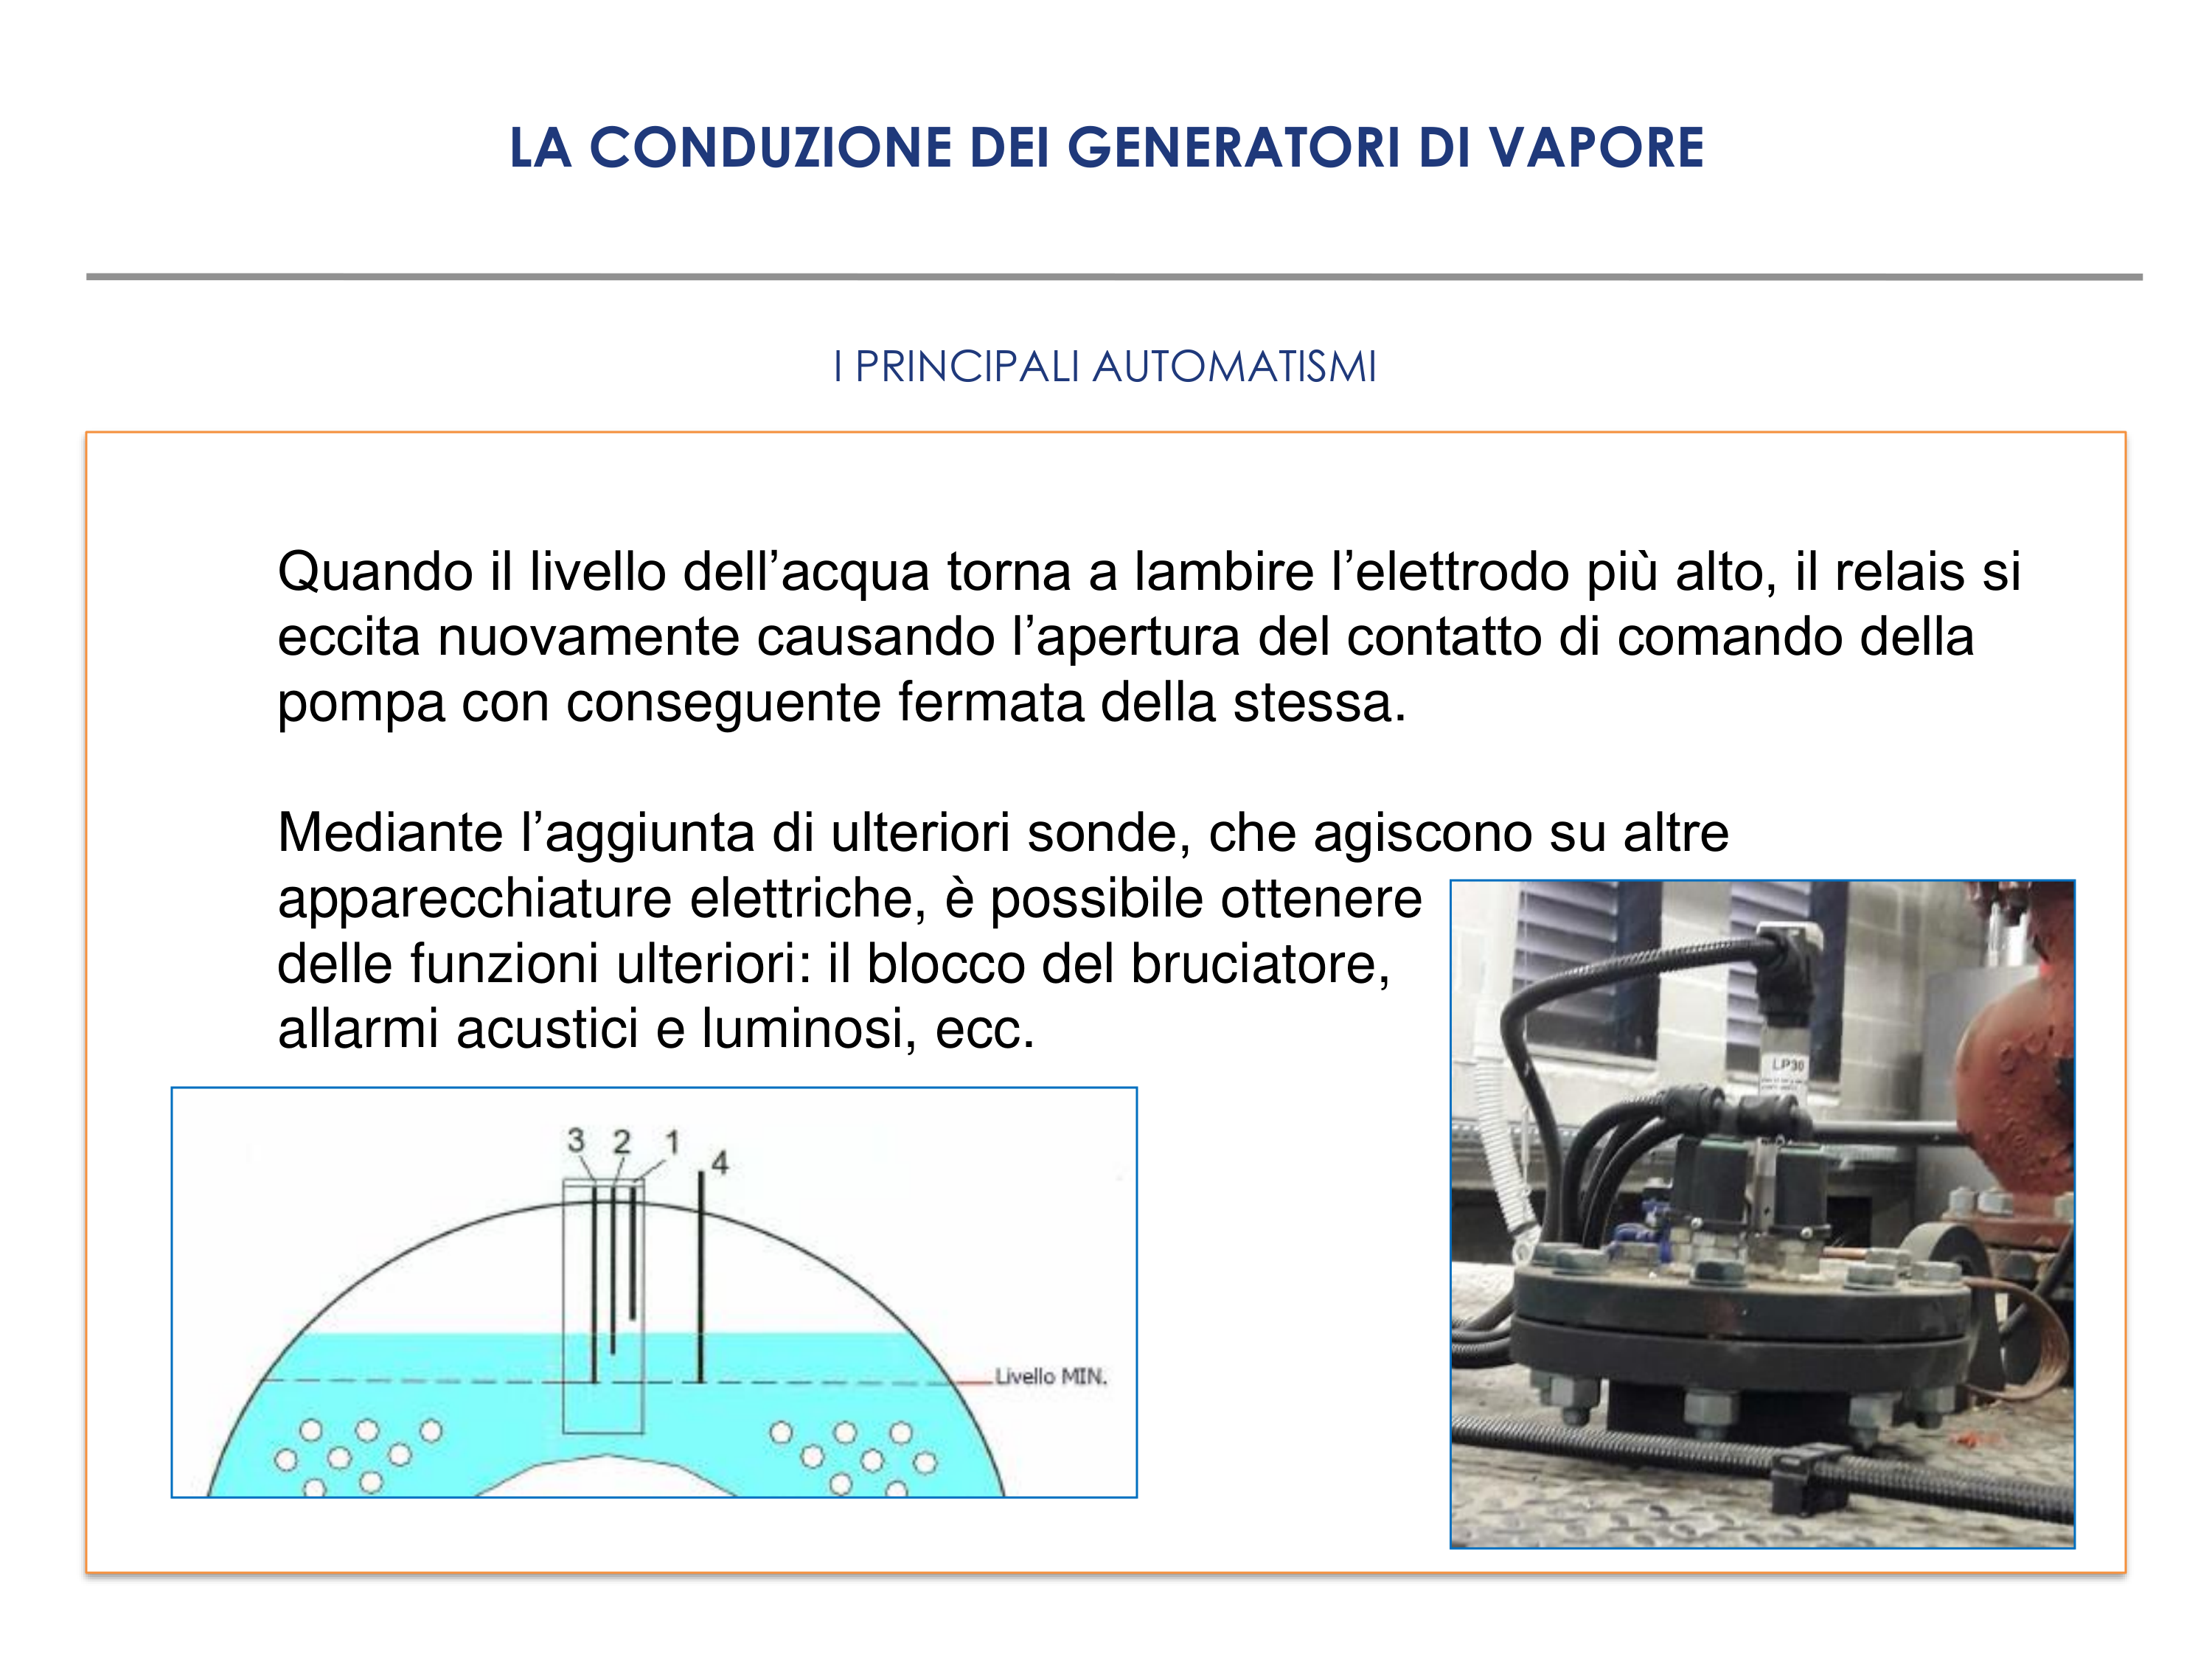 LA CONDUZIONE DEI GENERATORI DI VAPORE
I PRINCIPALI AUTOMATISMI
Quando il livello dell’acqua torna a lambire l’elettrodo più alto, il relais si
eccita nuovamente causando l’apertura del contatto di comando della
pompa con conseguente fermata della stessa.
Mediante l’aggiunta di ulteriori sonde, che agiscono su altre
apparecchiature elettriche, è possibile ottenere
delle funzioni ulteriori: il blocco del bruciatore,
allarmi acustici e luminosi, ecc.
LP30
3 2 1
4
Livello MIN.